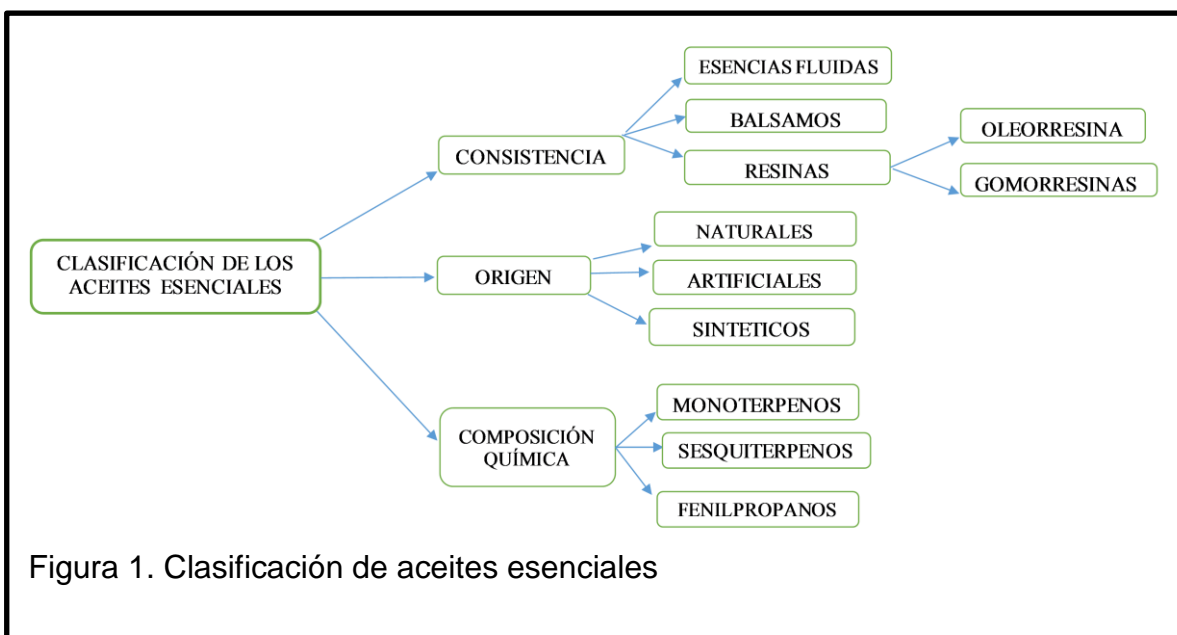 ESENCIAS FLUIDAS
BALSAMOS
OLEORRESINA
CONSISTENCIA
RESINAS
GOMORRESINAS
NATURALES
CLASIFICACIÓN DE LOS
ACEITES ESENCIALES
ORIGEN
ARTIFICIALES
SINTETICOS
MONOTERPENOS
COMPOSICIÓN
QUÍMICA
SESQUITERPENOS
FENILPROPANOS
Figura 1. Clasificación de aceites esenciales